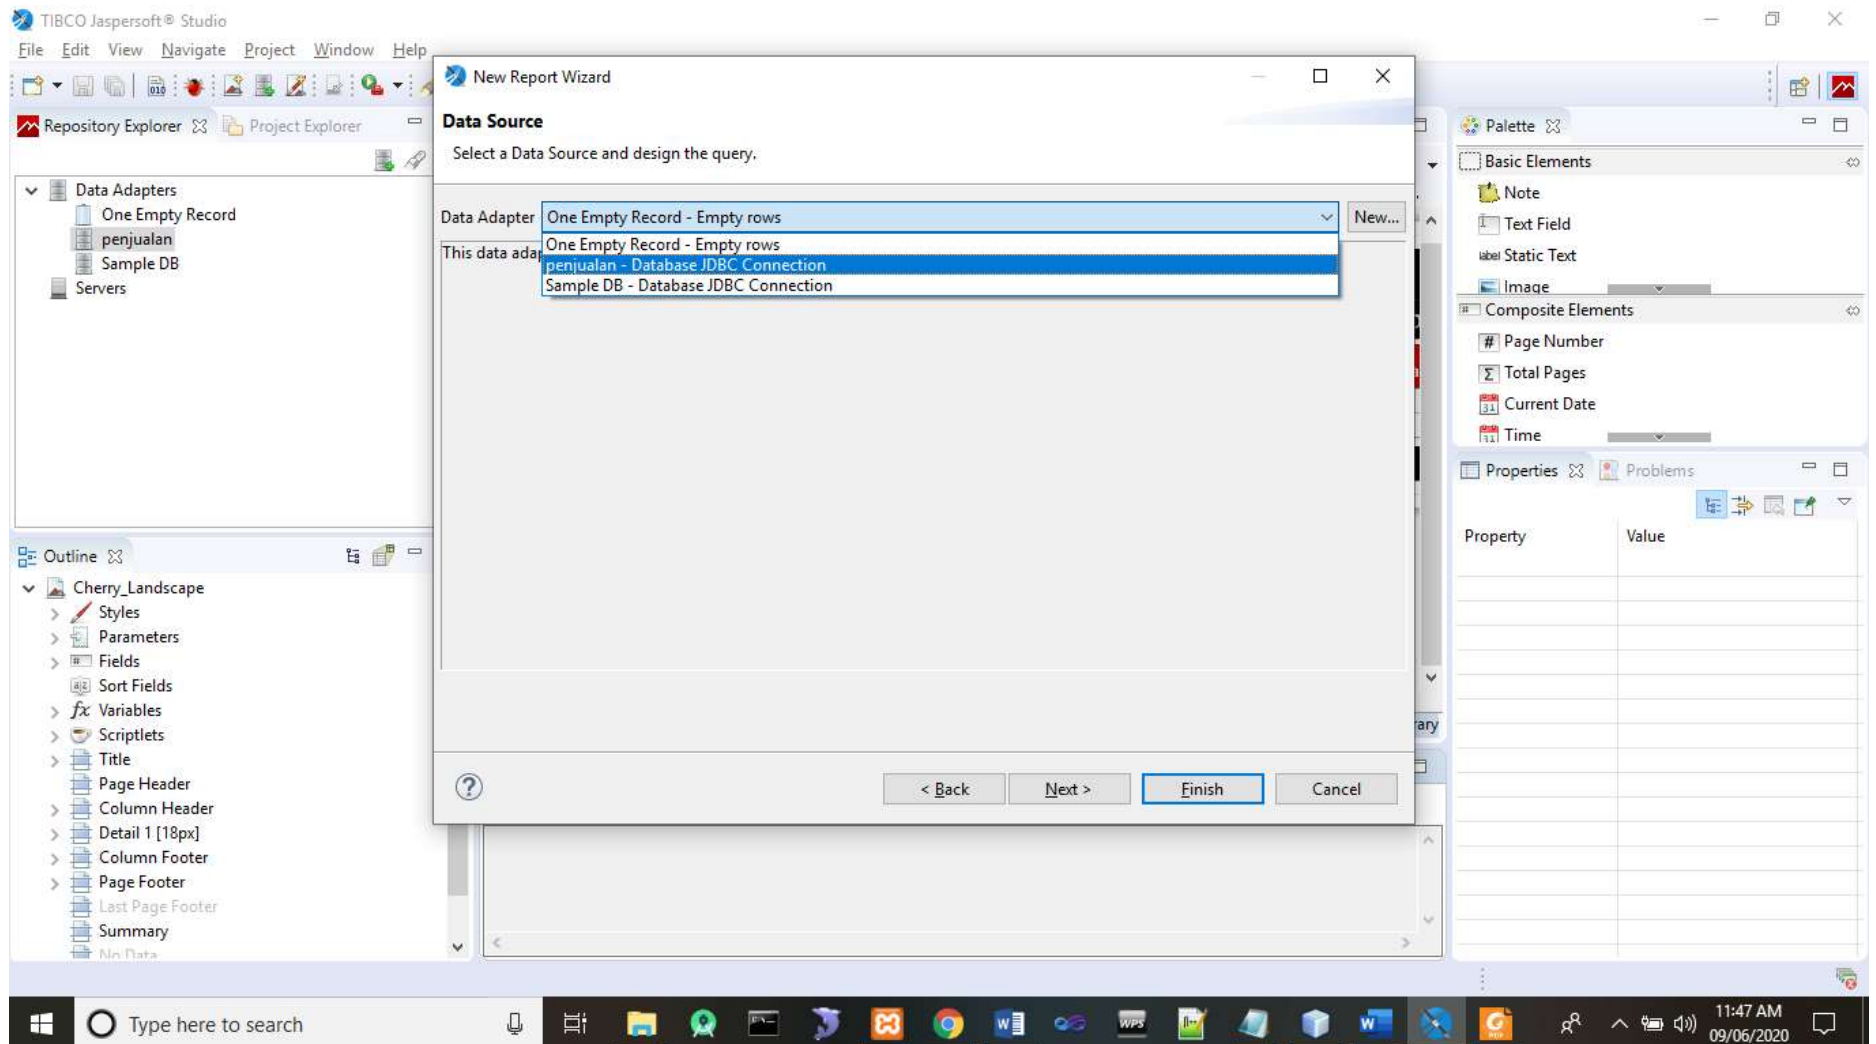 TIBCO Jaspersoft® Studio
File Edit View Navigate Project Window Help
New Report Wizard
Repository Explorer
Project Explorer
Data Adapters
One Empty Record
penjualan
Sample DB
Servers
Data Source
Select a Data Source and design the query.
Data Adapter
One Empty Record - Empty rows
New...
This data adap
One Empty Record - Empty rows
penjualan - Database JDBC Connection
Sample DB - Database JDBC Connection
< Back
Next >
Finish
Cancel
Palette
Basic Elements
Note
Text Field
label Static Text
Image
Composite Elements
# Page Number
Σ Total Pages
31 Current Date
Time
Properties
Problems
Property
Value
Outline
Cherry_Landscape
Styles
Parameters
Fields
Sort Fields
fx Variables
Scriptlets
Title
Page Header
Column Header
Detail 1 [18px]
Column Footer
Page Footer
Last Page Footer
Summary
No Data
rary
Type here to search
WPS
11:47 AM
09/06/2020